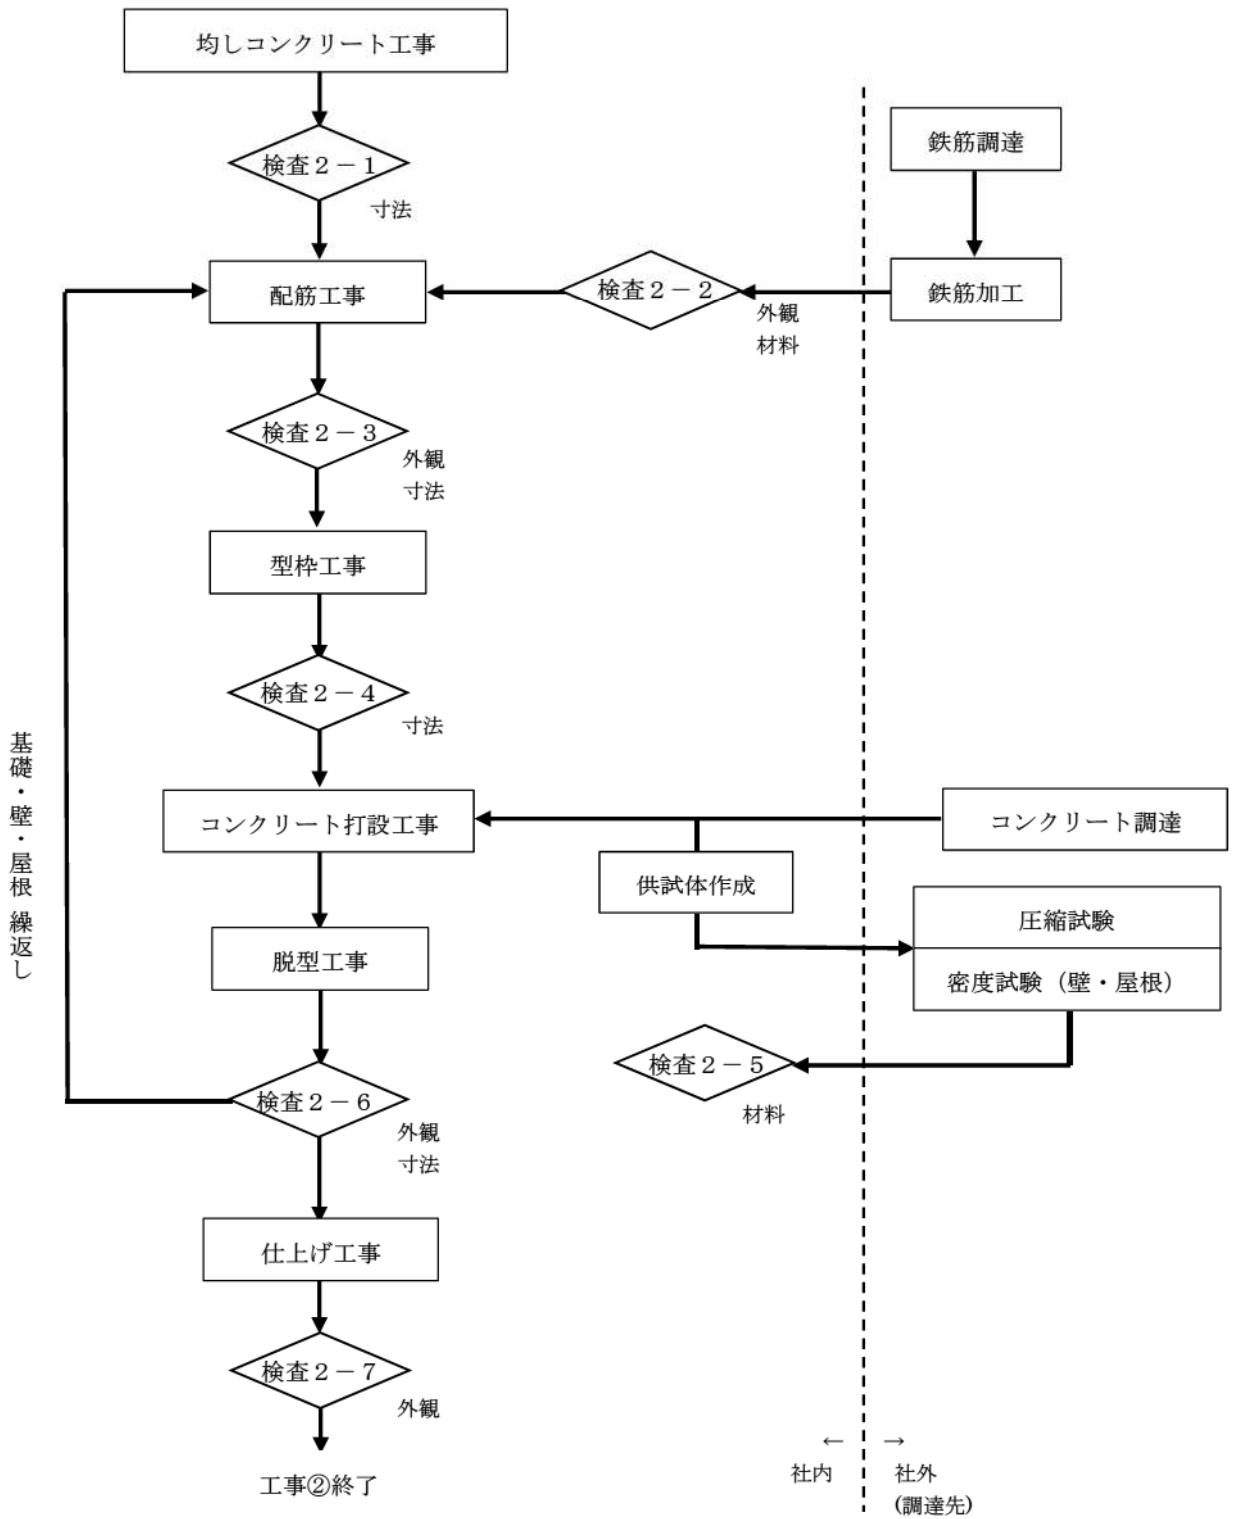 均しコンクリート工事
検査２－１
寸法
鉄筋調達
配筋工事
検査２－２
外観
材料
鉄筋加工
検査２－３
外観
寸法
型枠工事
検査２－４
寸法
基礎・壁・屋根 繰返し
コンクリート打設工事
コンクリート調達
供試体作成
圧縮試験
密度試験（壁・屋根）
脱型工事
検査２－５
材料
検査２－６
外観
寸法
仕上げ工事
検査２－７
外観
工事②終了
← →
社内 社外
(調達先)